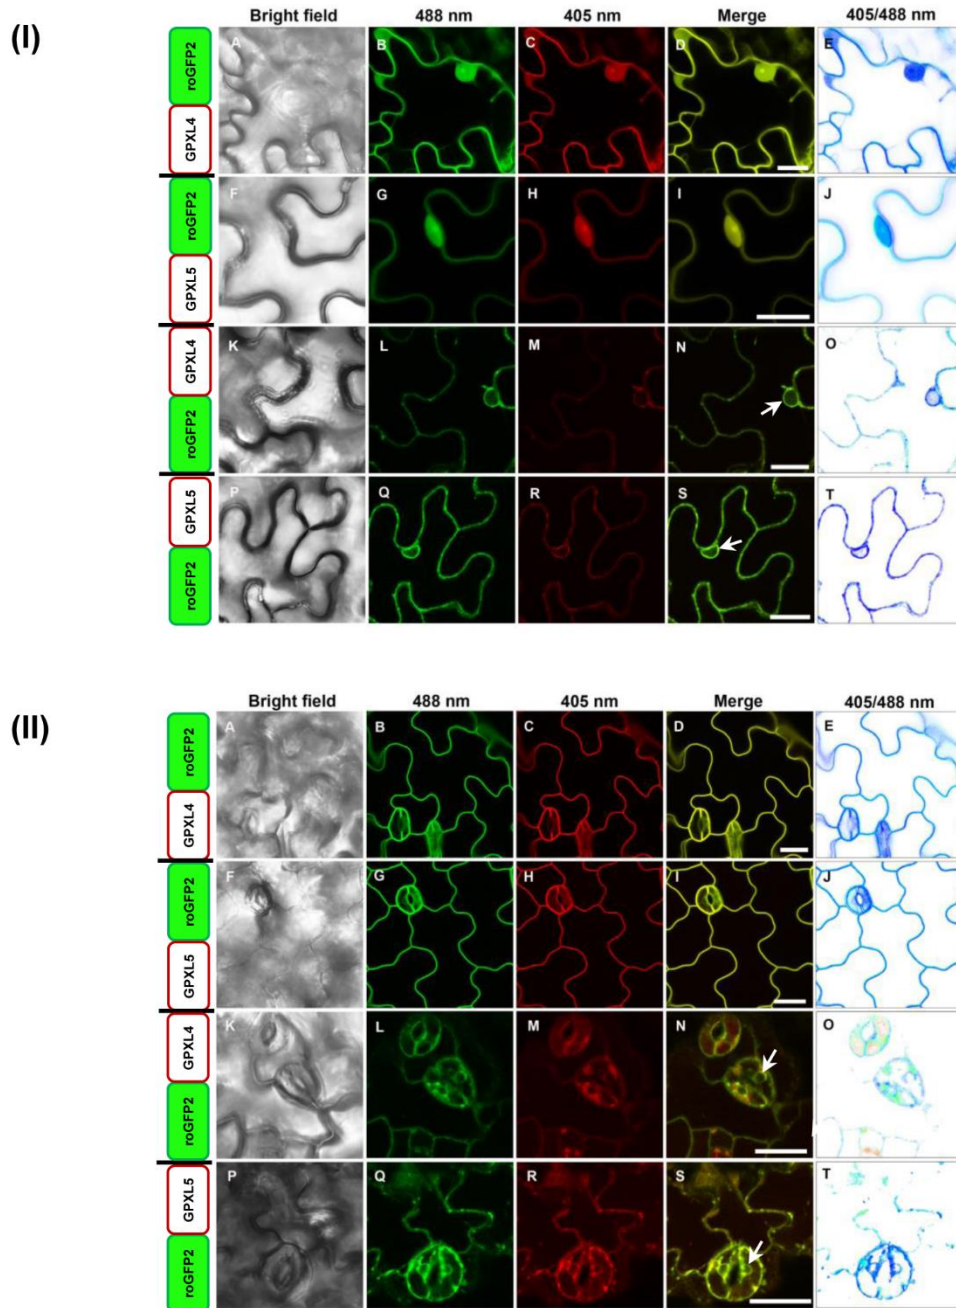 (I)
Bright field 488 nm 405 nm Merge 405/488 nm
roGFP2
GPXL4
A B C D E
roGFP2
GPXL5
F G H I J
GPXL4
roGFP2
K L M N O
GPXL5
roGFP2
P Q R S T
(II)
Bright field 488 nm 405 nm Merge 405/488 nm
roGFP2
GPXL4
A B C D E
roGFP2
GPXL5
F G H I J
GPXL4
roGFP2
K L M N O
GPXL5
roGFP2
P Q R S T